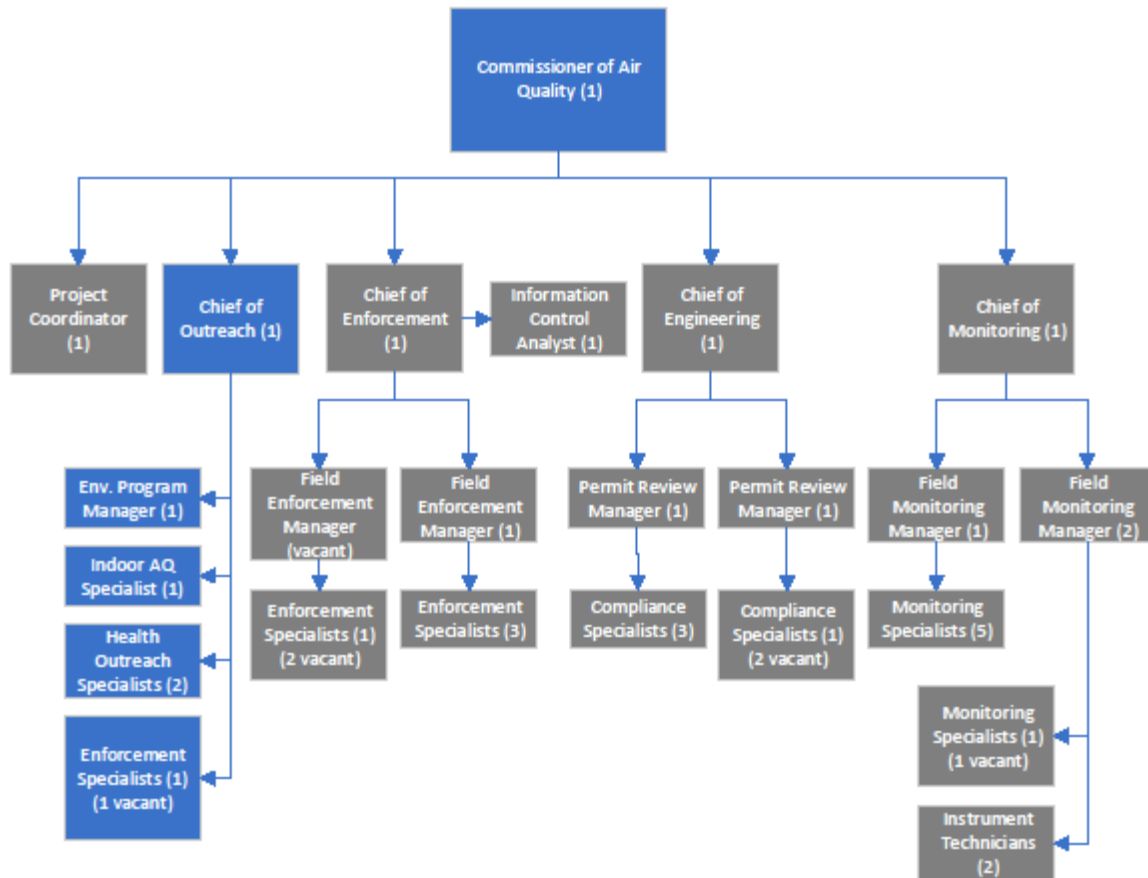 Commissioner of Air
Quality (1)
Project
Coordinator
(1)
Chief of
Outreach (1)
Chief of
Enforcement
(1)
Information
Control
Analyst (1)
Chief of
Engineering
(1)
Chief of
Monitoring (1)
Env. Program
Manager (1)
Indoor AQ
Specialist (1)
Health
Outreach
Specialists (2)
Enforcement
Specialists (1)
(1 vacant)
Field
Enforcement
Manager
(vacant)
Enforcement
Specialists (1)
(2 vacant)
Field
Enforcement
Manager (1)
Enforcement
Specialists (3)
Permit Review
Manager (1)
Compliance
Specialists (3)
Permit Review
Manager (1)
Compliance
Specialists (1)
(2 vacant)
Field
Monitoring
Manager (1)
Monitoring
Specialists (5)
Field
Monitoring
Manager (2)
Monitoring
Specialists (1)
(1 vacant)
Instrument
Technicians
(2)